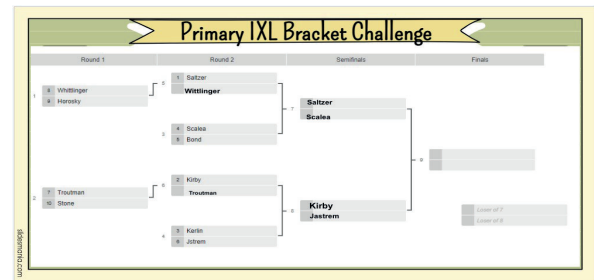 Primary IXL Bracket Challenge
Round 1
Round 2
Semifinals
Finals
1
8 Whittlinger
9 Horosky
2
7 Troutman
10 Stone
5
1 Saltzer
Wittlinger
3
4 Scalea
5 Bond
6
2 Kirby
Troutman
4
3 Kerlin
6 Jstrem
7
Saltzer
Scalea
8
Kirby
Jastrem
9
Loser of 7
Loser of 8
slidesmania.com